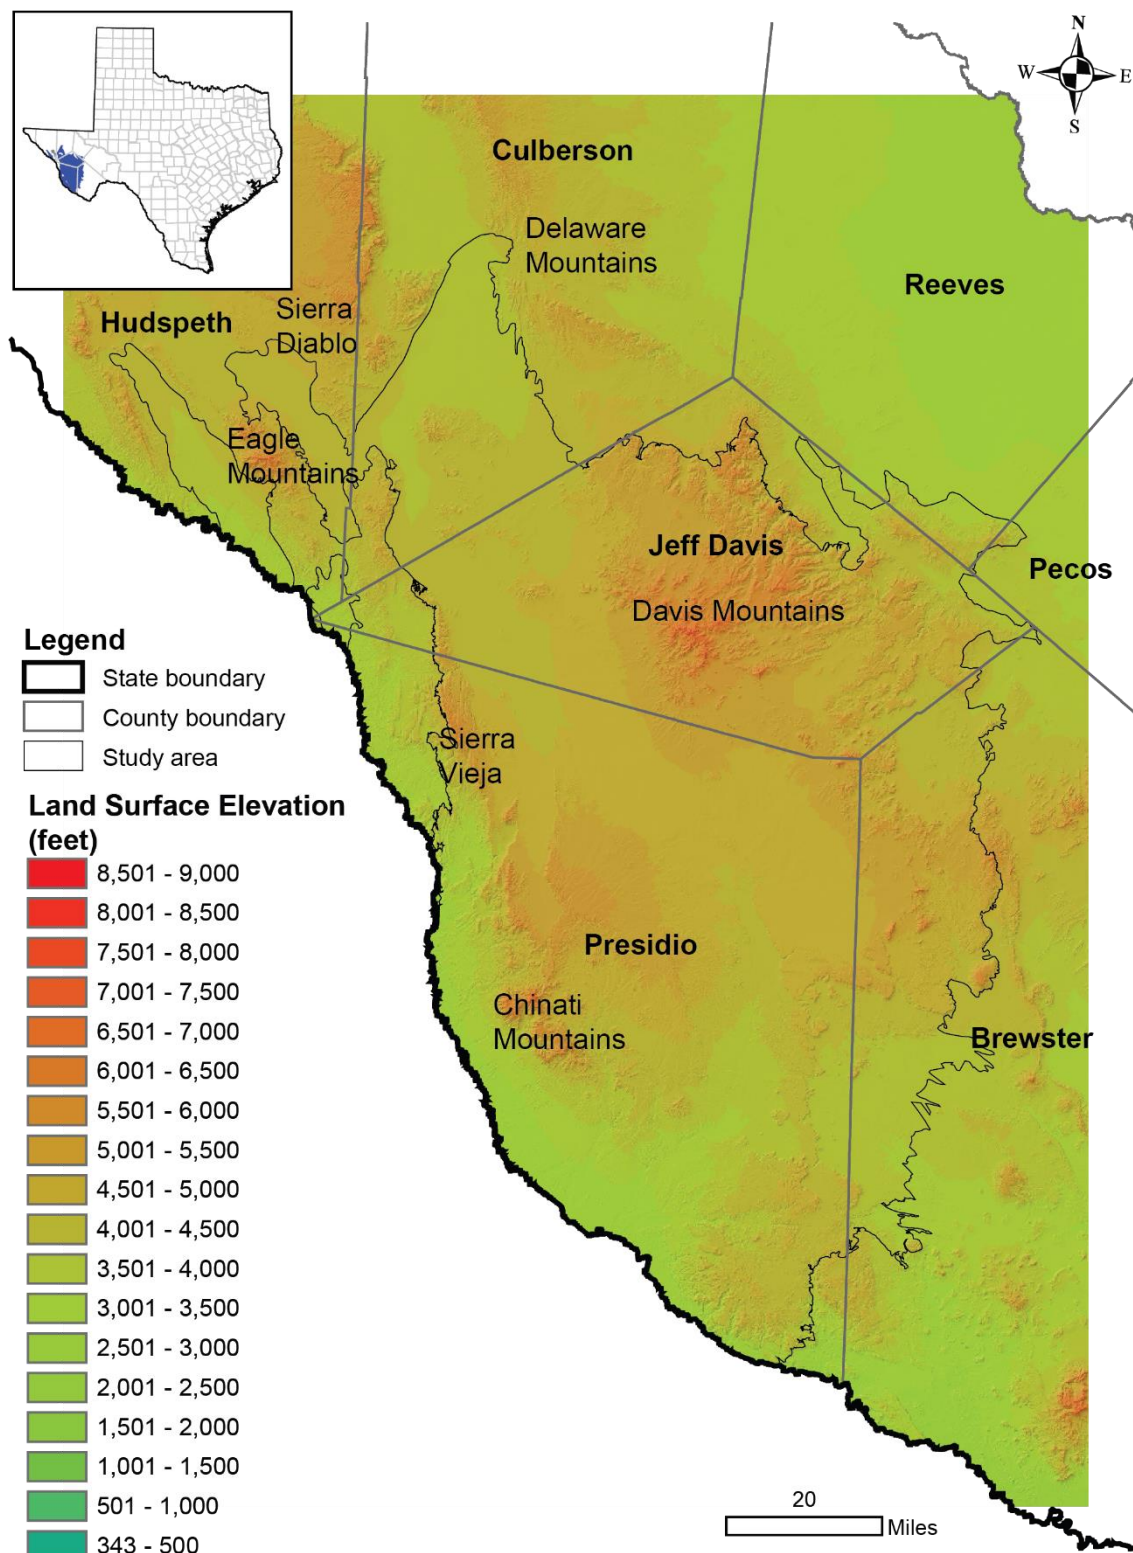 N
W
E
S
Culberson
Delaware
Mountains
Reeves
Hudspeth
Sierra
Diablo
Eagle
Mountains
Jeff Davis
Pecos
Davis Mountains
Legend
State boundary
County boundary
Study area
Sierra
Vieja
Land Surface Elevation
(feet)
8,501 - 9,000
8,001 - 8,500
7,501 - 8,000
7,001 - 7,500
6,501 - 7,000
6,001 - 6,500
5,501 - 6,000
5,001 - 5,500
4,501 - 5,000
4,001 - 4,500
3,501 - 4,000
3,001 - 3,500
2,501 - 3,000
2,001 - 2,500
1,501 - 2,000
1,001 - 1,500
501 - 1,000
343 - 500
Presidio
Chinati
Mountains
Brewster
20
Miles